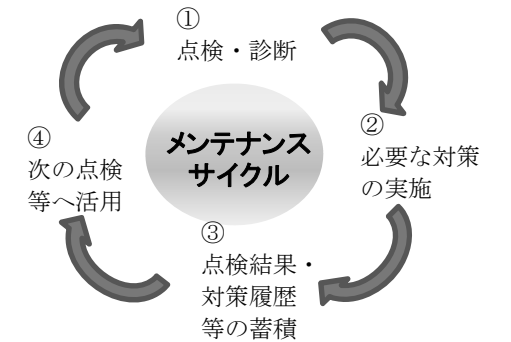 ①
点検・診断
②
必要な対策
の実施
③
点検結果・
対策履歴
等の蓄積
④
次の点検
等へ活用
メンテナンス
サイクル